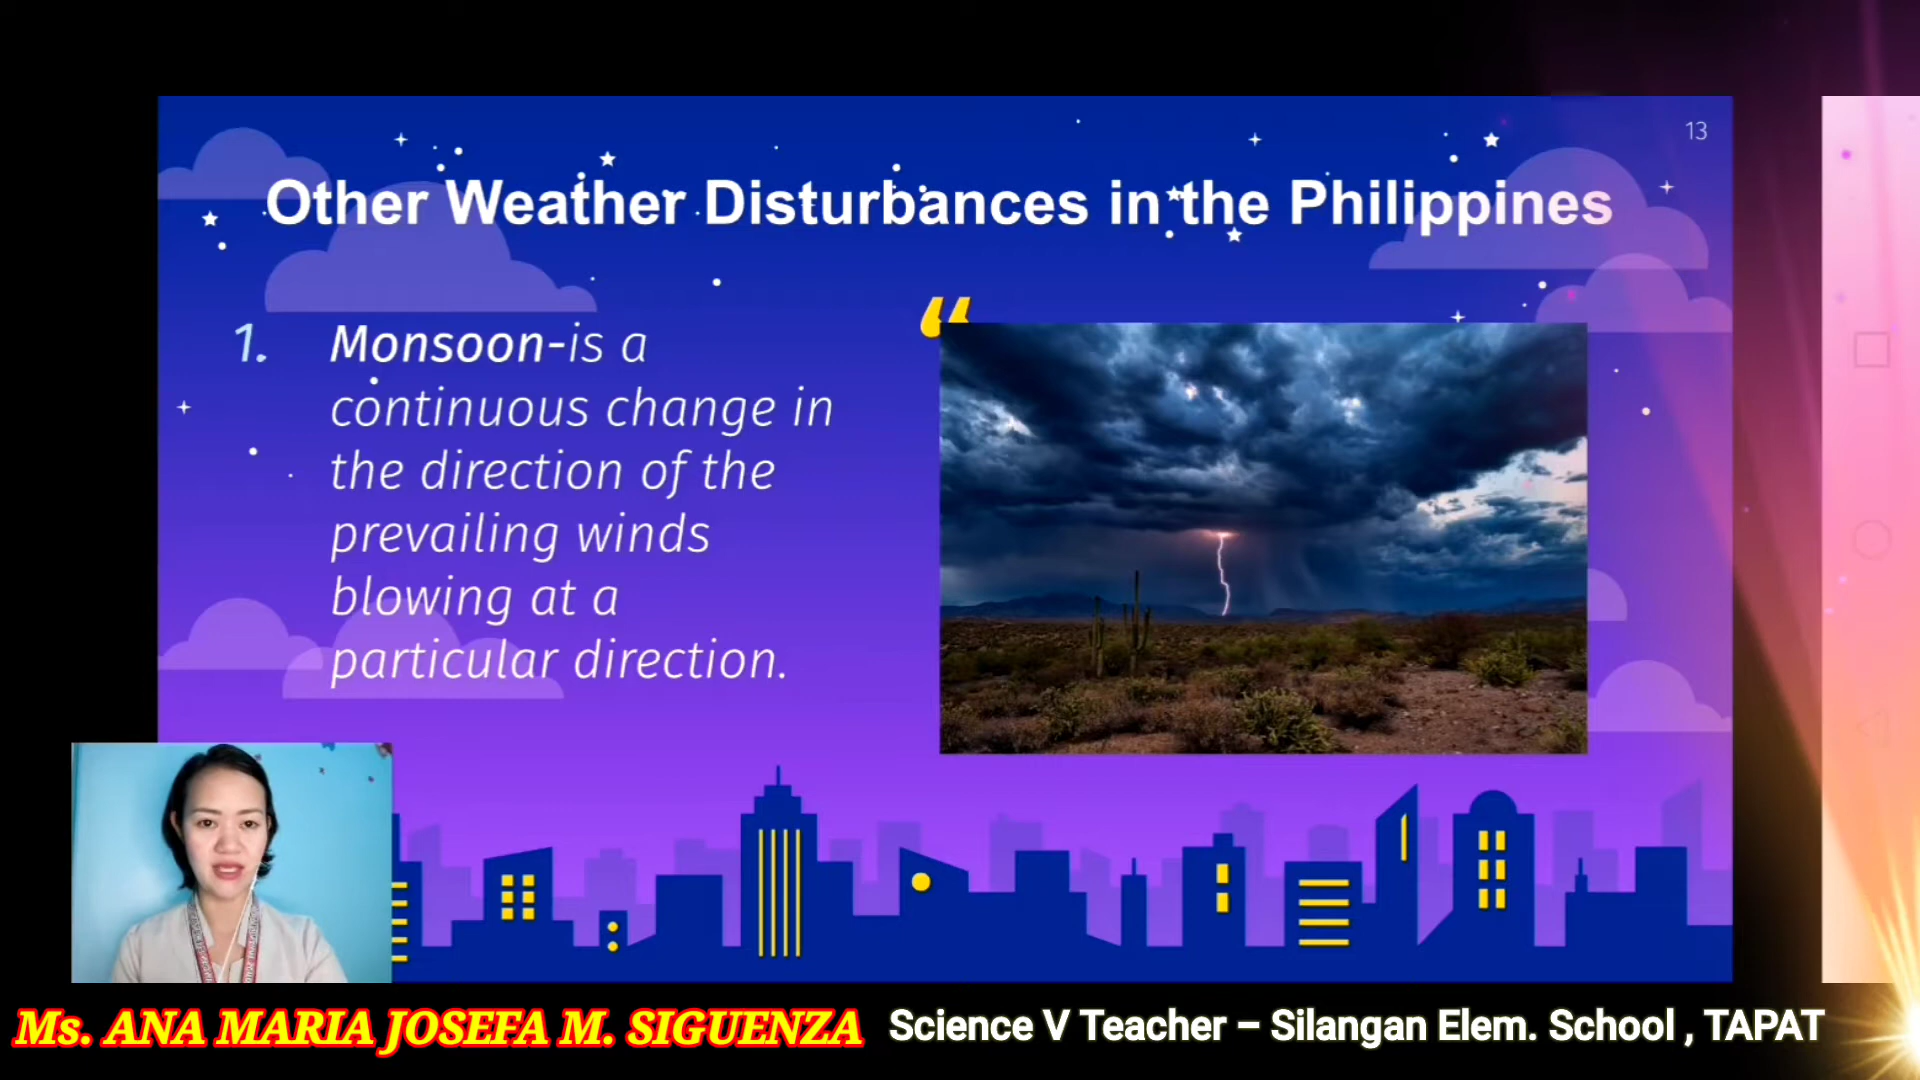 13
Other Weather Disturbances in the Philippines
“
1. Monsoon-is a
continuous change in
the direction of the
prevailing winds
blowing at a
particular direction.
Ms. ANA MARIA JOSEFA M. SIGUENZA Science V Teacher – Silangan Elem. School , TAPAT